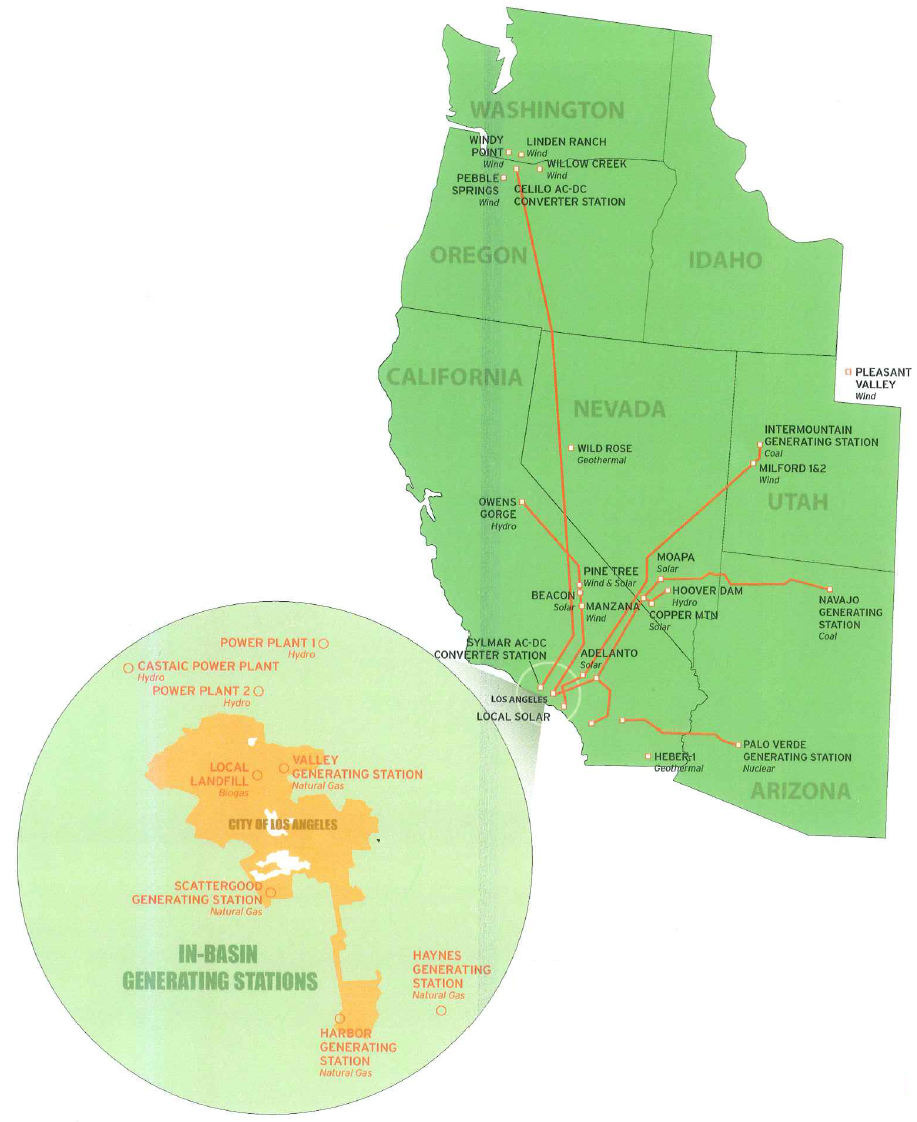 WASHINGTON
WINDY
POINT
Wind
LINDEN RANCH
Wind
WILLOW CREEK
Wind
PEBBLE
SPRINGS
Wind
CELILO AC-DC
CONVERTER STATION
OREGON
IDAHO
CALIFORNIA
NEVADA
PLEASANT
VALLEY
Wind
WILD ROSE
Geothermal
INTERMOUNTAIN
GENERATING STATION
Coal
MILFORD 1&2
Wind
UTAH
OWENS
GORGE
Hydro
PINE TREE
Wind & Solar
BEACON
Solar
MANZANA
Wind
MOAPA
Solar
HOOVER DAM
Hydro
COPPER MTN
Solar
NAVAJO
GENERATING
STATION
Coal
SYLMAR AC-DC
CONVERTER STATION
ADELANTO
Solar
LOS ANGELES
LOCAL SOLAR
PALO VERDE
GENERATING STATION
Nuclear
HEBER-1
Geothermal
ARIZONA
POWER PLANT 1
Hydro
CASTAIC POWER PLANT
Hydro
POWER PLANT 2
Hydro
LOCAL
LANDFILL
Biogas
VALLEY
GENERATING STATION
Natural Gas
CITY OF LOS ANGELES
SCATTERGOOD
GENERATING STATION
Natural Gas
IN-BASIN
GENERATING STATIONS
HAYNES
GENERATING
STATION
Natural Gas
HARBOR
GENERATING
STATION
Natural Gas